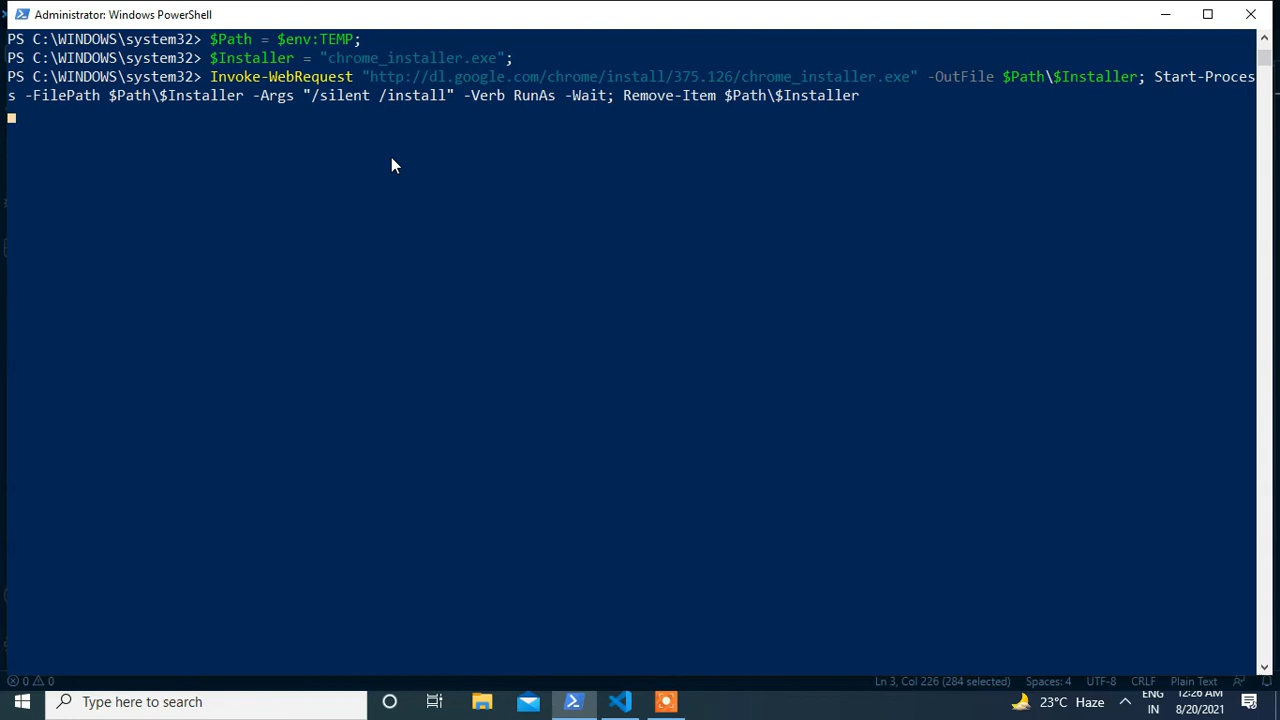 Administrator: Windows PowerShell
PS C:\WINDOWS\system32> $Path = $env:TEMP;
PS C:\WINDOWS\system32> $Installer = "chrome_installer.exe";
PS C:\WINDOWS\system32> Invoke-WebRequest "http://dl.google.com/chrome/install/375.126/chrome_installer.exe" -OutFile $Path\$Installer; Start-Proces
s -FilePath $Path\$Installer -Args "/silent /install" -Verb RunAs -Wait; Remove-Item $Path\$Installer
0 0 Ln 3, Col 226 (284 selected) Spaces: 4 UTF-8 CRLF Plain Text
Type here to search 23°C Haze ENG IN 12:26 AM 8/20/2021